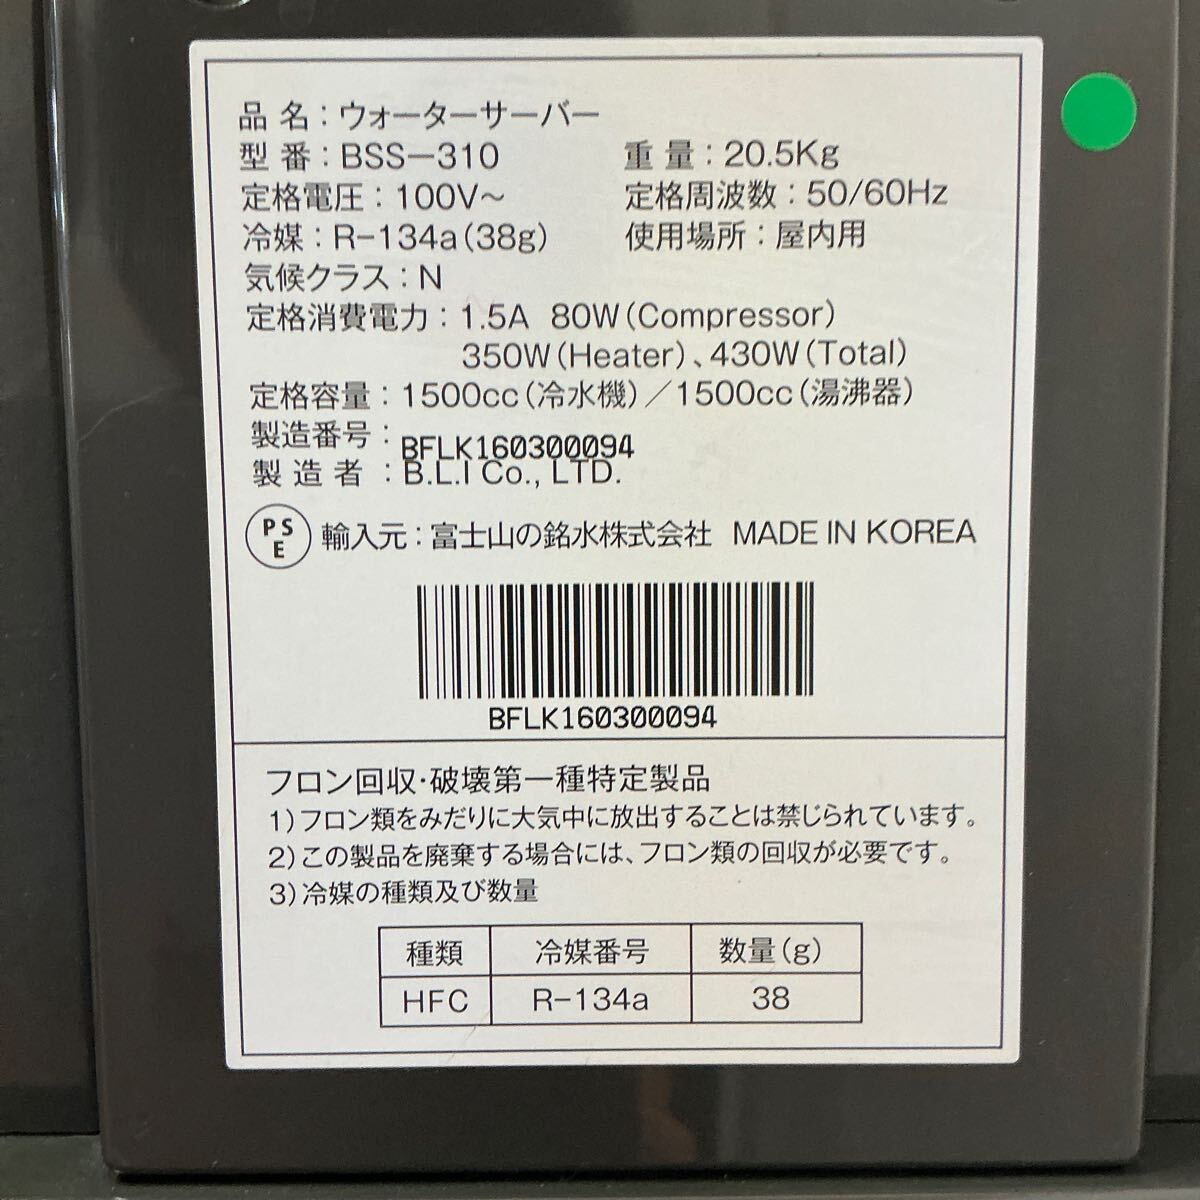 品 名：ウォーターサーバー
型 番：BSS-310 重 量：20.5Kg
定格電圧：100V～ 定格周波数：50/60Hz
冷媒：R-134a(38g) 使用場所：屋内用
気候クラス：N
定格消費電力：1.5A 80W(Compressor)
350W(Heater)、430W(Total)
定格容量：1500cc(冷水機)／1500cc(湯沸器)
製造番号：BFLK160300094
製 造 者 ：B.L.I Co., LTD.
PSE 輸入元：富士山の銘水株式会社 MADE IN KOREA
BFLK160300094
フロン回収・破壊第一種特定製品
1)フロン類をみだりに大気中に放出することは禁じられています。
2)この製品を廃棄する場合には、フロン類の回収が必要です。
3)冷媒の種類及び数量
種類 冷媒番号 数量(g)
HFC R-134a 38